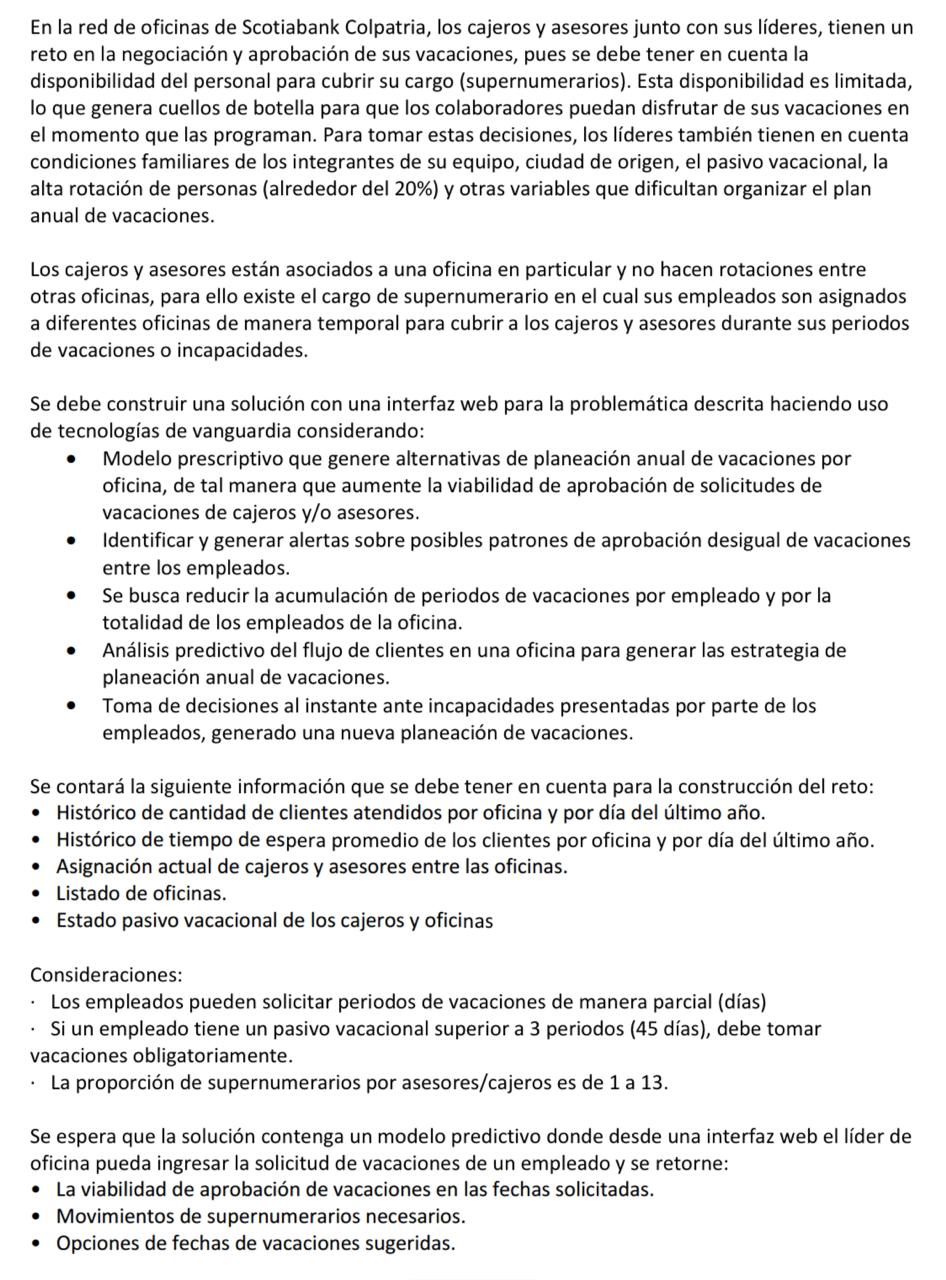 En la red de oficinas de Scotiabank Colpatria, los cajeros y asesores junto con sus líderes, tienen un
reto en la negociación y aprobación de sus vacaciones, pues se debe tener en cuenta la
disponibilidad del personal para cubrir su cargo (supernumerarios). Esta disponibilidad es limitada,
lo que genera cuellos de botella para que los colaboradores puedan disfrutar de sus vacaciones en
el momento que las programan. Para tomar estas decisiones, los líderes también tienen en cuenta
condiciones familiares de los integrantes de su equipo, ciudad de origen, el pasivo vacacional, la
alta rotación de personas (alrededor del 20%) y otras variables que dificultan organizar el plan
anual de vacaciones.
Los cajeros y asesores están asociados a una oficina en particular y no hacen rotaciones entre
otras oficinas, para ello existe el cargo de supernumerario en el cual sus empleados son asignados
a diferentes oficinas de manera temporal para cubrir a los cajeros y asesores durante sus periodos
de vacaciones o incapacidades.
Se debe construir una solución con una interfaz web para la problemática descrita haciendo uso
de tecnologías de vanguardia considerando:
• Modelo prescriptivo que genere alternativas de planeación anual de vacaciones por
oficina, de tal manera que aumente la viabilidad de aprobación de solicitudes de
vacaciones de cajeros y/o asesores.
• Identificar y generar alertas sobre posibles patrones de aprobación desigual de vacaciones
entre los empleados.
• Se busca reducir la acumulación de periodos de vacaciones por empleado y por la
totalidad de los empleados de la oficina.
• Análisis predictivo del flujo de clientes en una oficina para generar las estrategia de
planeación anual de vacaciones.
• Toma de decisiones al instante ante incapacidades presentadas por parte de los
empleados, generado una nueva planeación de vacaciones.
Se contará la siguiente información que se debe tener en cuenta para la construcción del reto:
• Histórico de cantidad de clientes atendidos por oficina y por día del último año.
• Histórico de tiempo de espera promedio de los clientes por oficina y por día del último año.
• Asignación actual de cajeros y asesores entre las oficinas.
• Listado de oficinas.
• Estado pasivo vacacional de los cajeros y oficinas
Consideraciones:
· Los empleados pueden solicitar periodos de vacaciones de manera parcial (días)
· Si un empleado tiene un pasivo vacacional superior a 3 periodos (45 días), debe tomar
vacaciones obligatoriamente.
· La proporción de supernumerarios por asesores/cajeros es de 1 a 13.
Se espera que la solución contenga un modelo predictivo donde desde una interfaz web el líder de
oficina pueda ingresar la solicitud de vacaciones de un empleado y se retorne:
• La viabilidad de aprobación de vacaciones en las fechas solicitadas.
• Movimientos de supernumerarios necesarios.
• Opciones de fechas de vacaciones sugeridas.